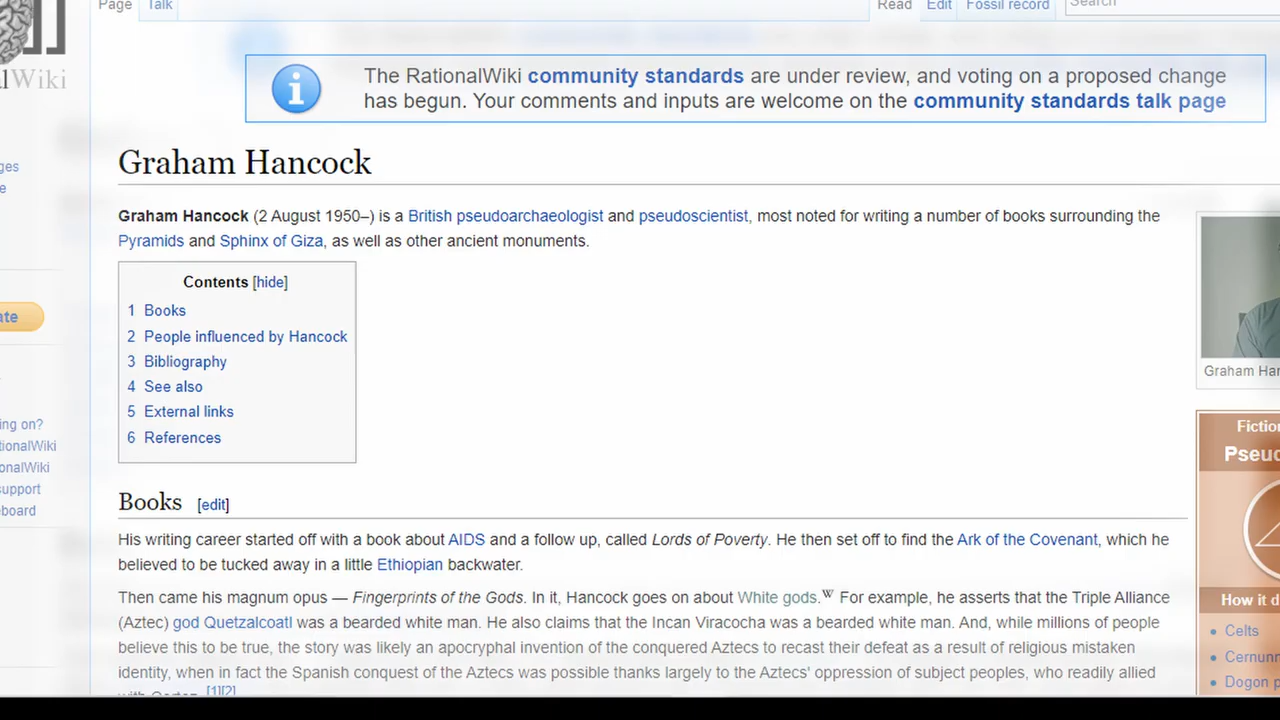 Page Talk Read Edit Fossil record Search
lWiki
The RationalWiki community standards are under review, and voting on a proposed change
has begun. Your comments and inputs are welcome on the community standards talk page
Graham Hancock
Graham Hancock (2 August 1950–) is a British pseudoarchaeologist and pseudoscientist, most noted for writing a number of books surrounding the
Pyramids and Sphinx of Giza, as well as other ancient monuments.
Contents [hide]
1 Books
2 People influenced by Hancock
3 Bibliography
4 See also
5 External links
6 References
Books [edit]
His writing career started off with a book about AIDS and a follow up, called Lords of Poverty. He then set off to find the Ark of the Covenant, which he
believed to be tucked away in a little Ethiopian backwater.
Then came his magnum opus — Fingerprints of the Gods. In it, Hancock goes on about White gods.W For example, he asserts that the Triple Alliance
(Aztec) god Quetzalcoatl was a bearded white man. He also claims that the Incan Viracocha was a bearded white man. And, while millions of people
believe this to be true, the story was likely an apocryphal invention of the conquered Aztecs to recast their defeat as a result of religious mistaken
identity, when in fact the Spanish conquest of the Aztecs was possible thanks largely to the Aztecs' oppression of subject peoples, who readily allied
[1][2]
ges
e
ate
ing on?
tionalWiki
onalWiki
support
eboard
Graham Han
Fictio
Pseud
How it d
Celts
Cernunn
Dogon p